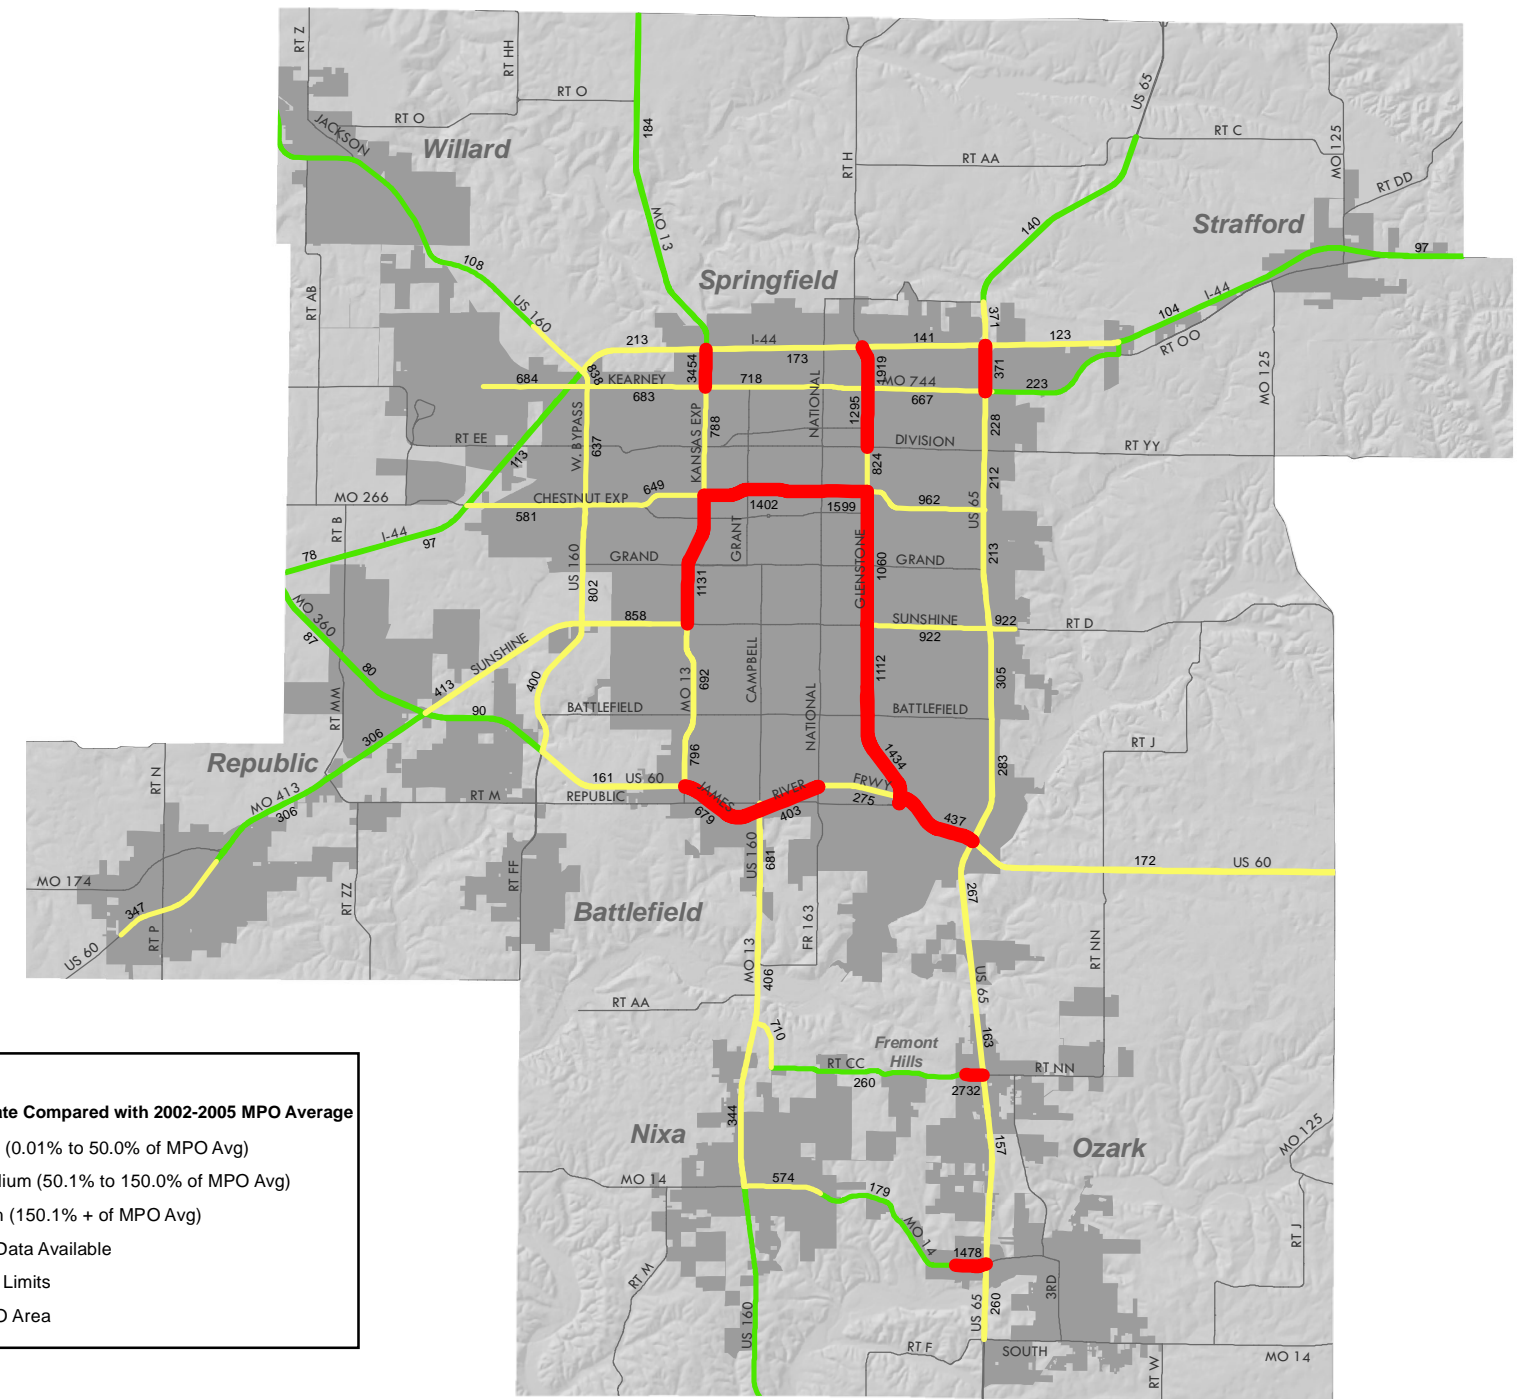 RT Z
RT HH
RT O
RT O
JACKSON
Willard
184
MO 13
RT H
US 65
RT C
RT AA
MO 125
RT DD
140
Strafford
97
108
US 160
Springfield
RT AB
371
104
I-44
213
I-44
173
141
123
RT OO
838
3454
1919
371
MO 125
684
KEARNEY
683
718
NATIONAL
MO 744
667
223
RT EE
113
W. BYPASS
637
KANSAS EXP
788
1295
DIVISION
824
228
RT YY
MO 266
CHESTNUT EXP
649
581
1402
1599
962
212
US 65
RT B
I-44
97
78
US 160
802
GRAND
GRANT
1131
GLENSTONE
1060
GRAND
213
MO 360
87
858
SUNSHINE
922
922
RT D
80
SUNSHINE
413
400
MO 13
692
CAMPBELL
NATIONAL
1112
305
RT MM
90
BATTLEFIELD
BATTLEFIELD
306
Republic
RT N
MO 413
306
796
1434
283
RT J
161
US 60
REPUBLIC
RT M
JAMES
RIVER
FRWY
679
403
275
437
US 160
681
172
US 60
MO 174
347
RT P
US 60
RT ZZ
RT FF
Battlefield
FR 163
267
MO 13
406
US 65
RT NN
RT AA
710
163
Fremont
Hills
RT CC
260
2732
RT NN
344
Nixa
157
Ozark
MO 125
MO 14
574
179
MO 14
1478
RT M
US 160
US 65
260
3RD
RT J
RT F
SOUTH
RT W
MO 14
ate Compared with 2002-2005 MPO Average
(0.01% to 50.0% of MPO Avg)
dium (50.1% to 150.0% of MPO Avg)
h (150.1% + of MPO Avg)
Data Available
Limits
O Area